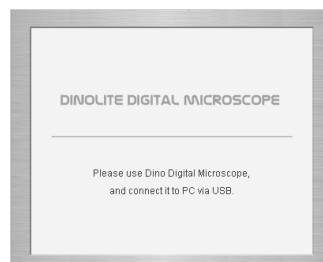 DINOLITE DIGITAL MICROSCOPE
Please use Dino Digital Microscope,
and connect it to PC via USB.